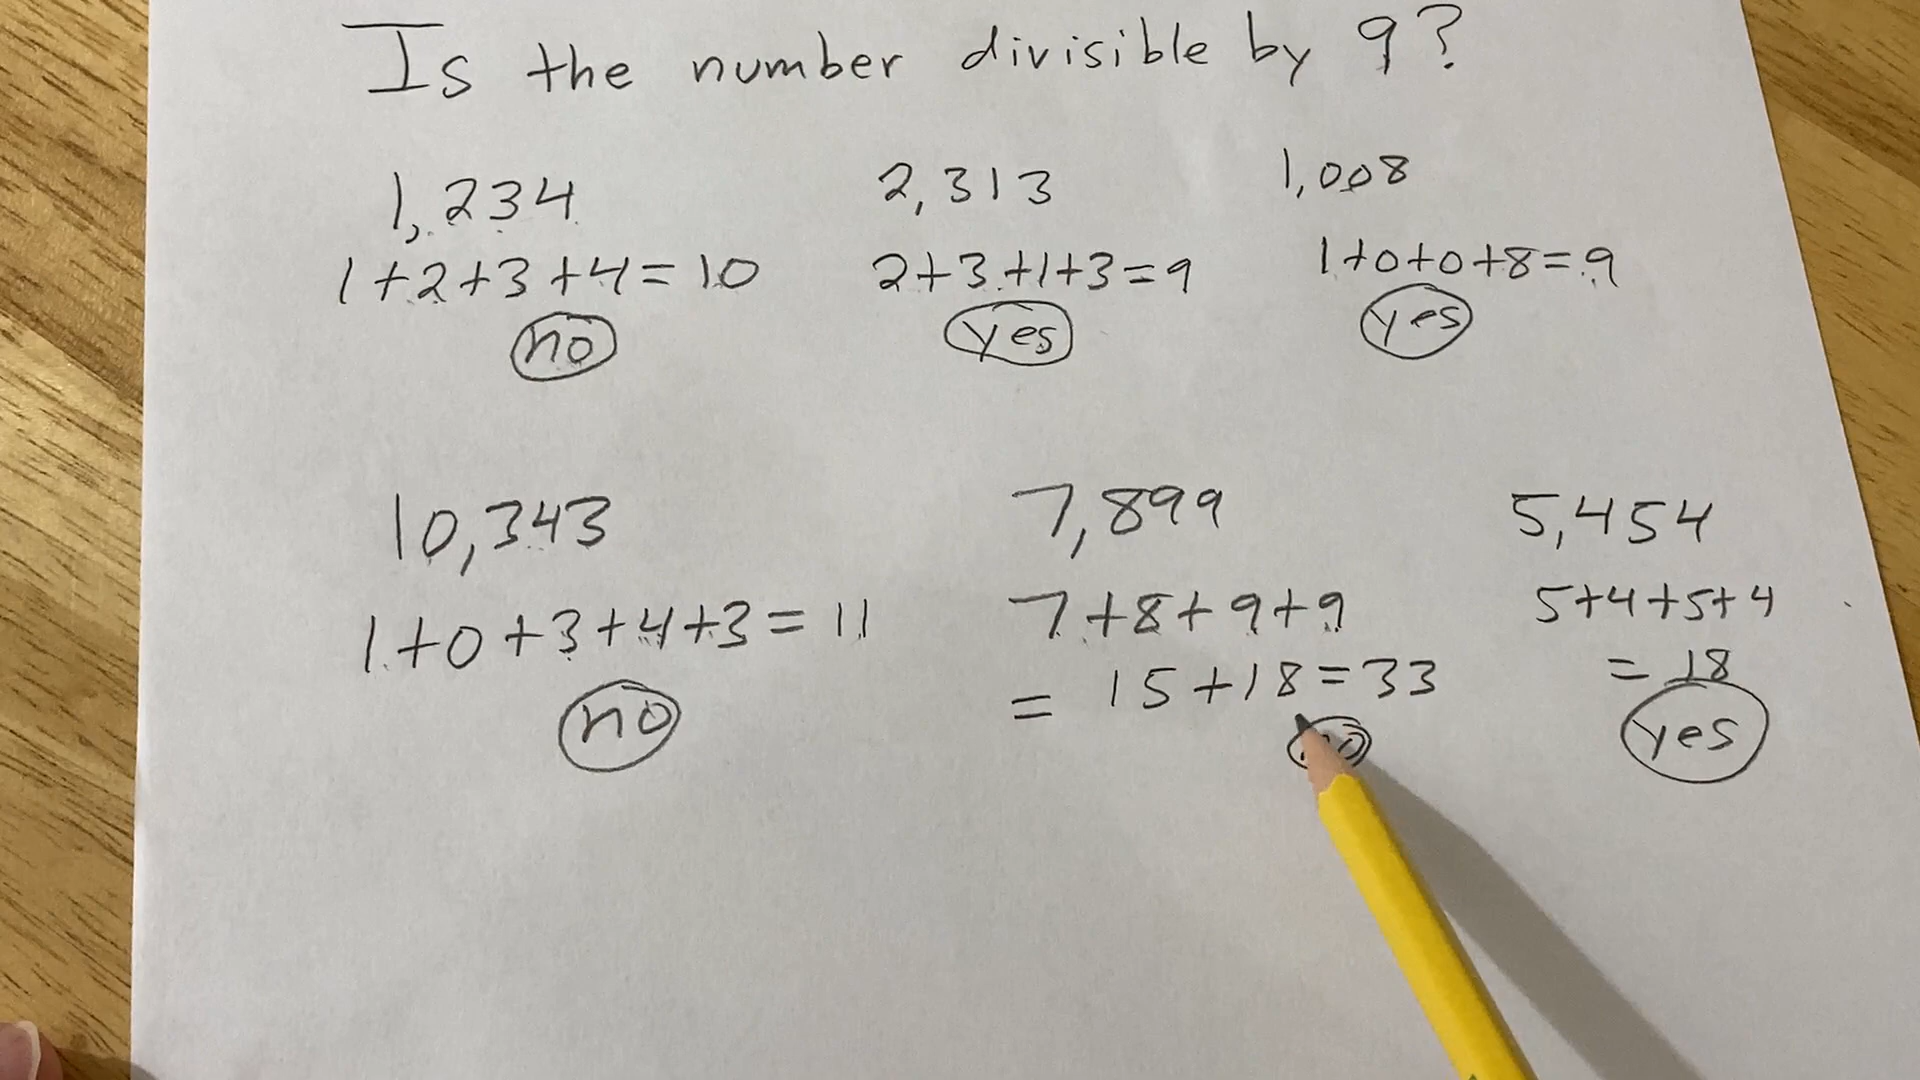 Is the number divisible by 9?
1,234
1+2+3+4=10
no
2,313
2+3+1+3=9
yes
1,008
1+0+0+8=9
yes
10,343
1+0+3+4+3=11
no
7,899
7+8+9+9
= 15+18=33
5,454
5+4+5+4
= 18
yes